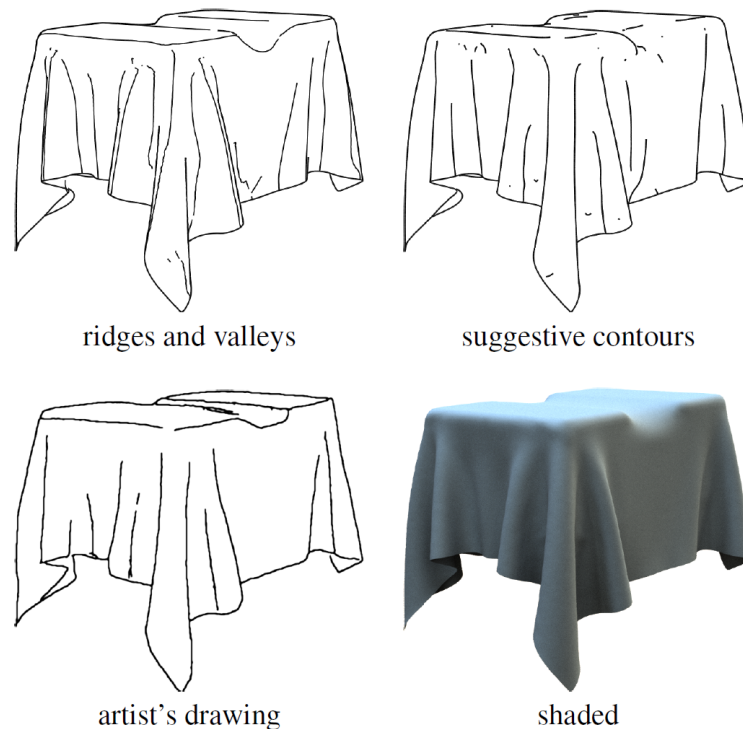 ridges and valleys
suggestive contours
artist's drawing
shaded